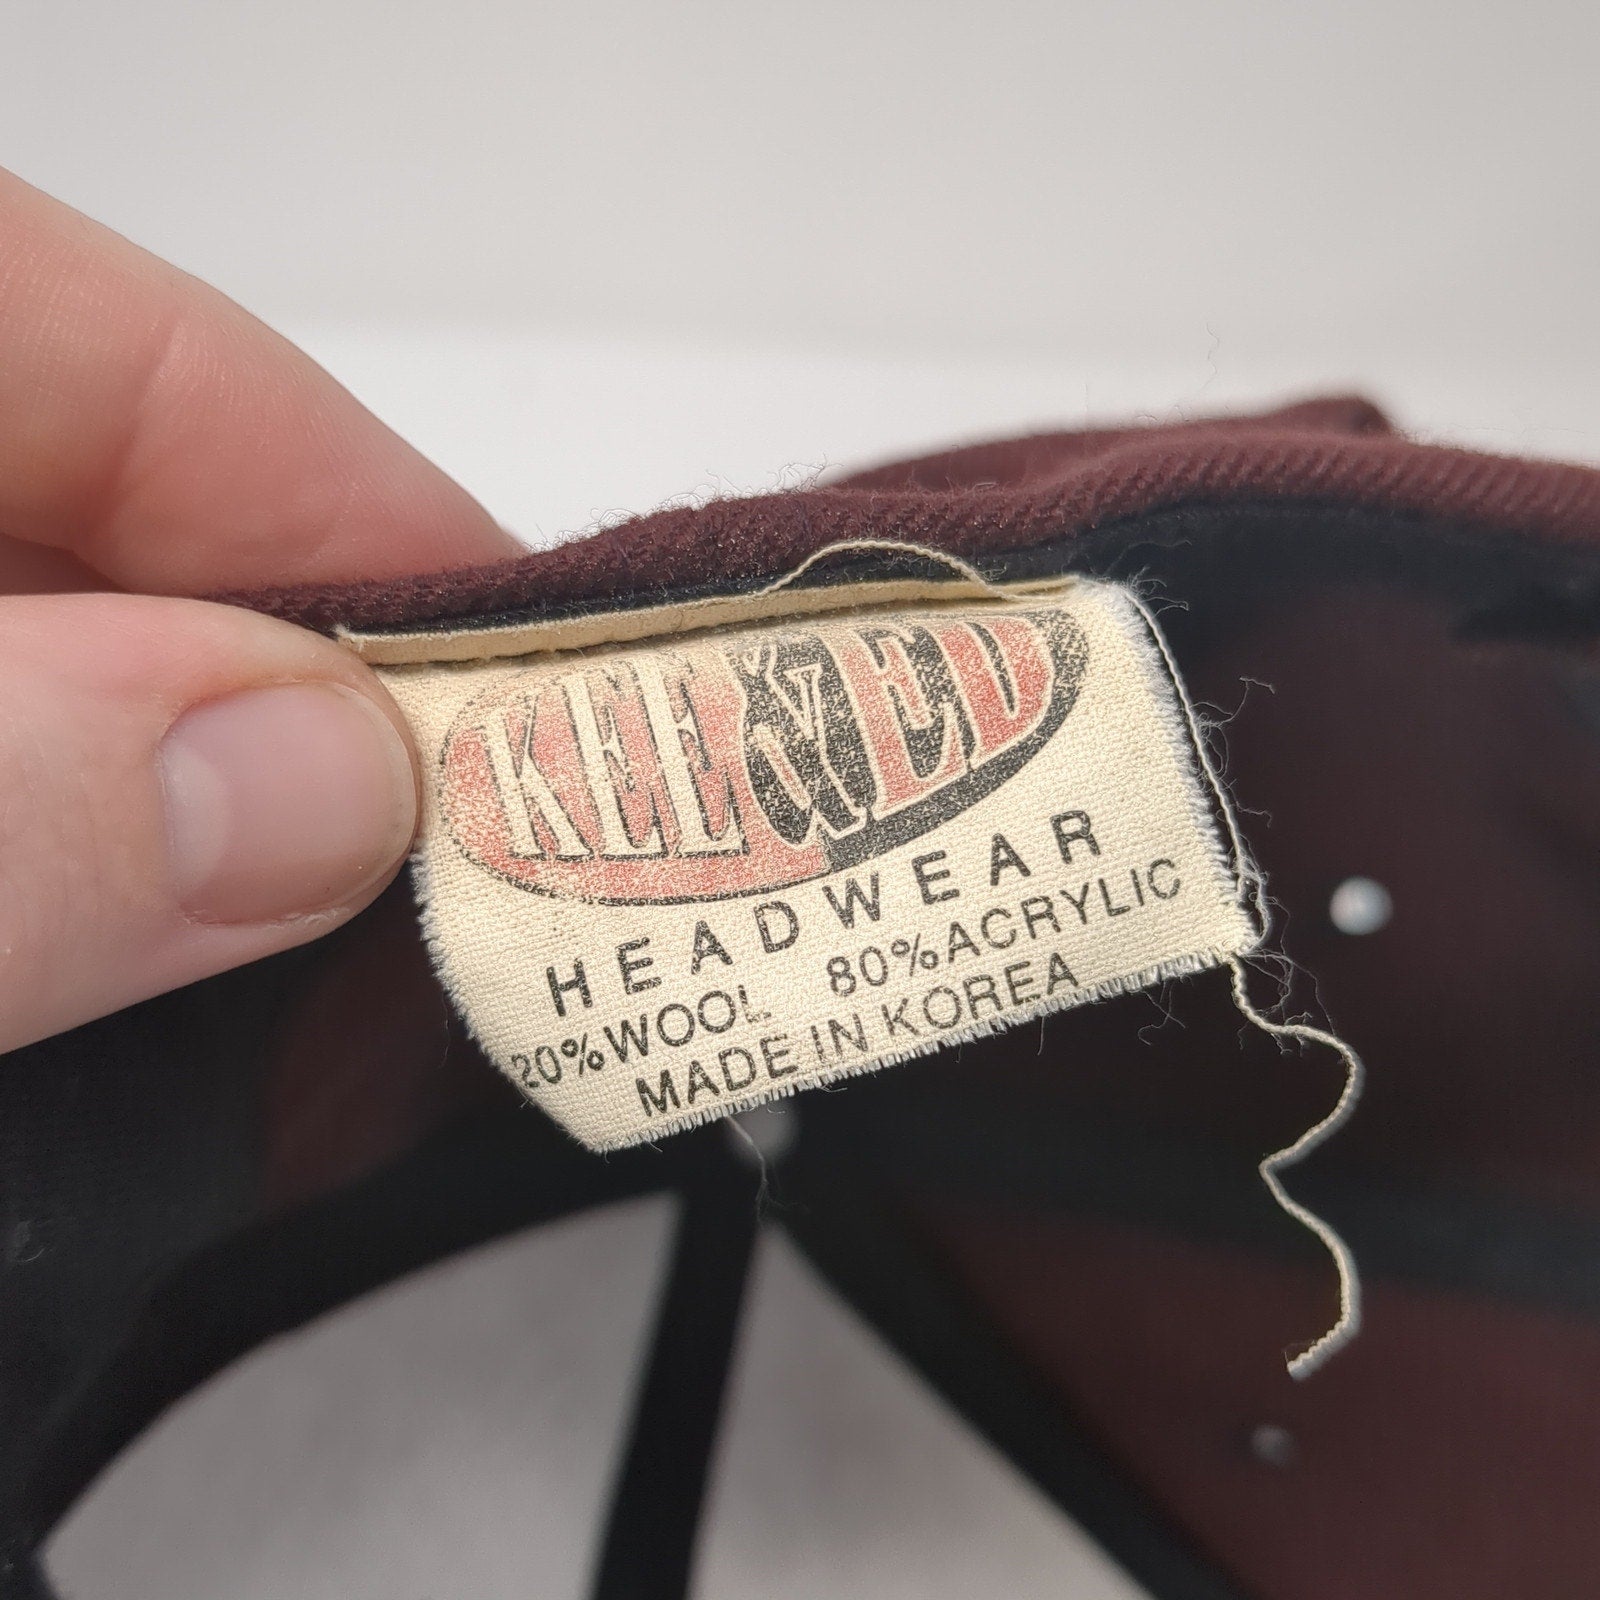 KEE&ED
HEADWEAR
20%WOOL 80%ACRYLIC
MADE IN KOREA